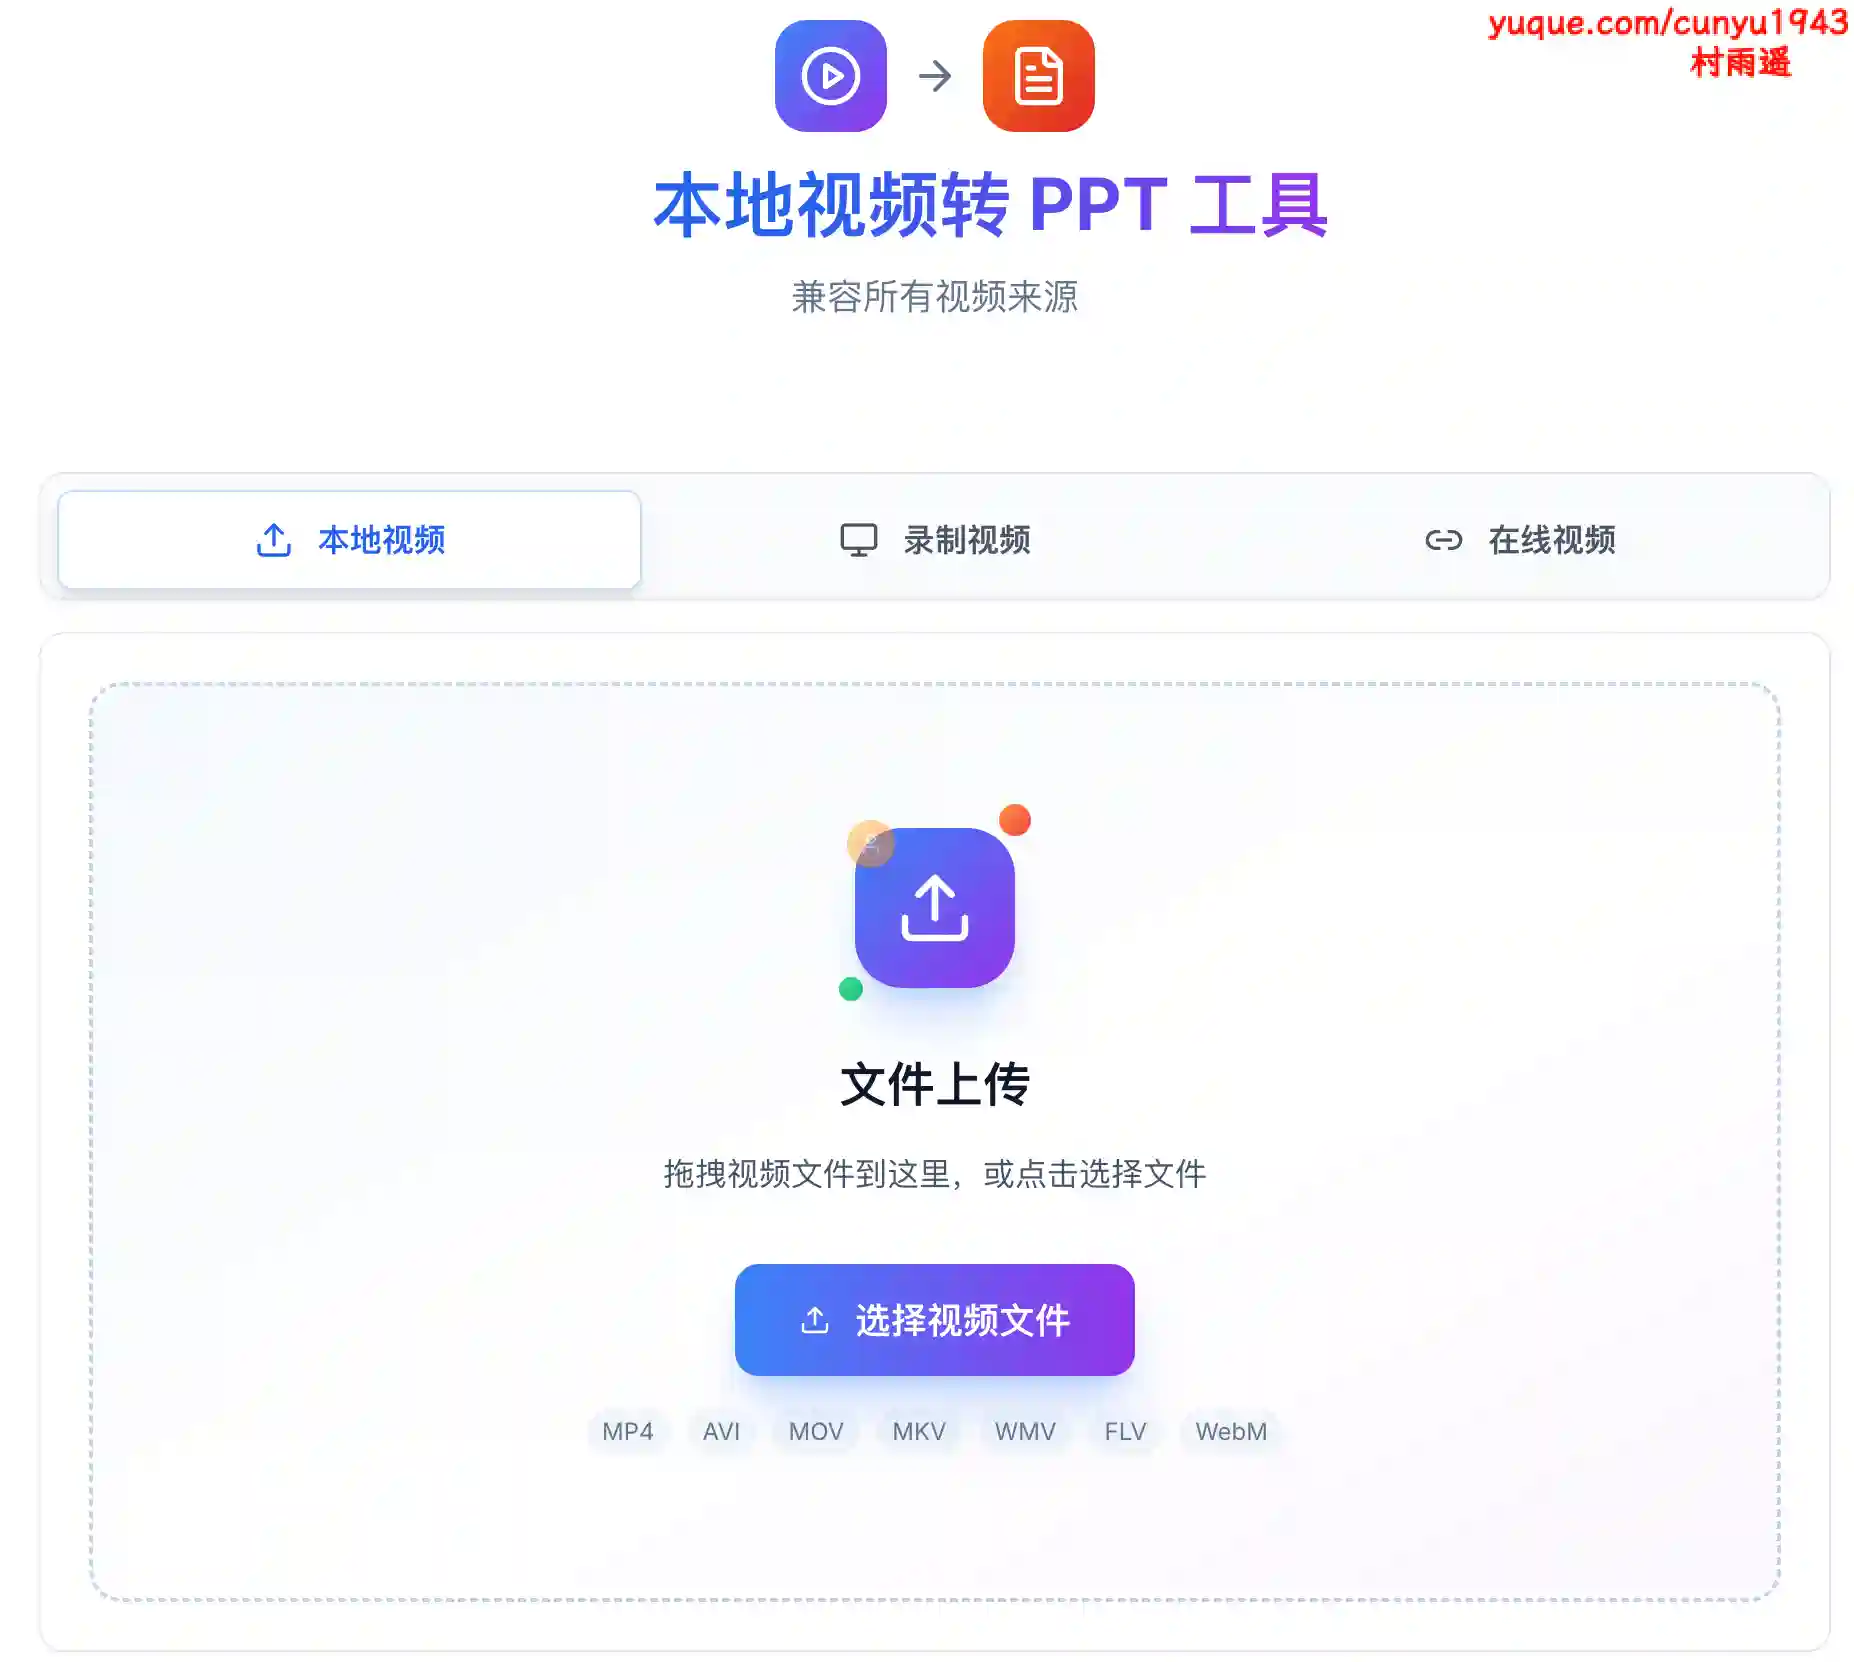 yuque.com/cunyu1943
村雨遥
本地视频转 PPT 工具
兼容所有视频来源
本地视频
录制视频
在线视频
文件上传
拖拽视频文件到这里，或点击选择文件
选择视频文件
MP4
AVI
MOV
MKV
WMV
FLV
WebM